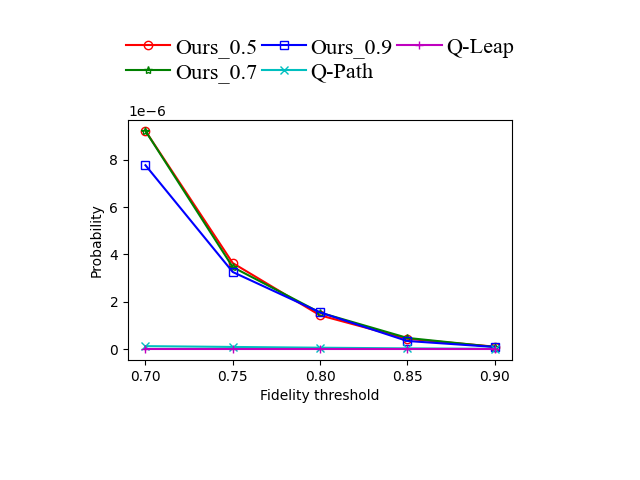 Ours_0.5 Ours_0.9 Q-Leap
Ours_0.7 Q-Path
1e−6
8
6
4
2
0
Probability
0.70 0.75 0.80 0.85 0.90
Fidelity threshold